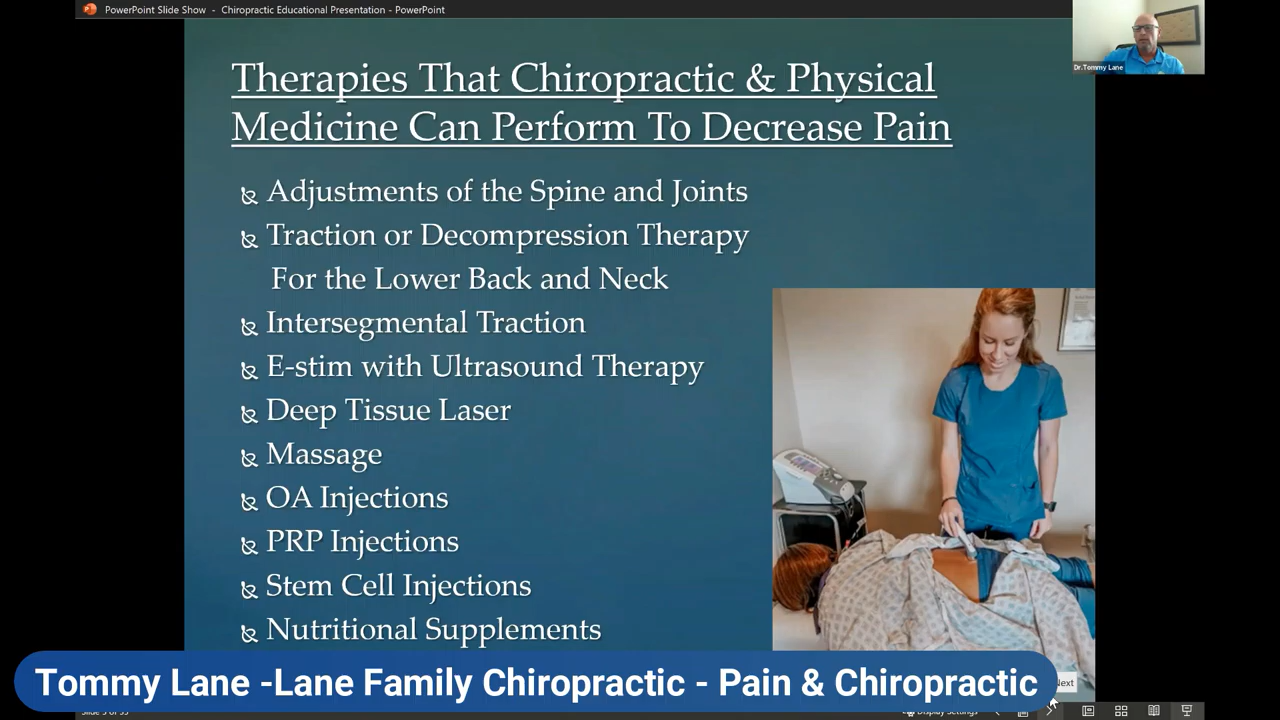 PowerPoint Slide Show - Chiropractic Educational Presentation - PowerPoint
Dr.Tommy Lane
Therapies That Chiropractic & Physical
Medicine Can Perform To Decrease Pain
Adjustments of the Spine and Joints
Traction or Decompression Therapy
For the Lower Back and Neck
Intersegmental Traction
E-stim with Ultrasound Therapy
Deep Tissue Laser
Massage
OA Injections
PRP Injections
Stem Cell Injections
Nutritional Supplements
Tommy Lane -Lane Family Chiropractic - Pain & Chiropractic
Display Settings